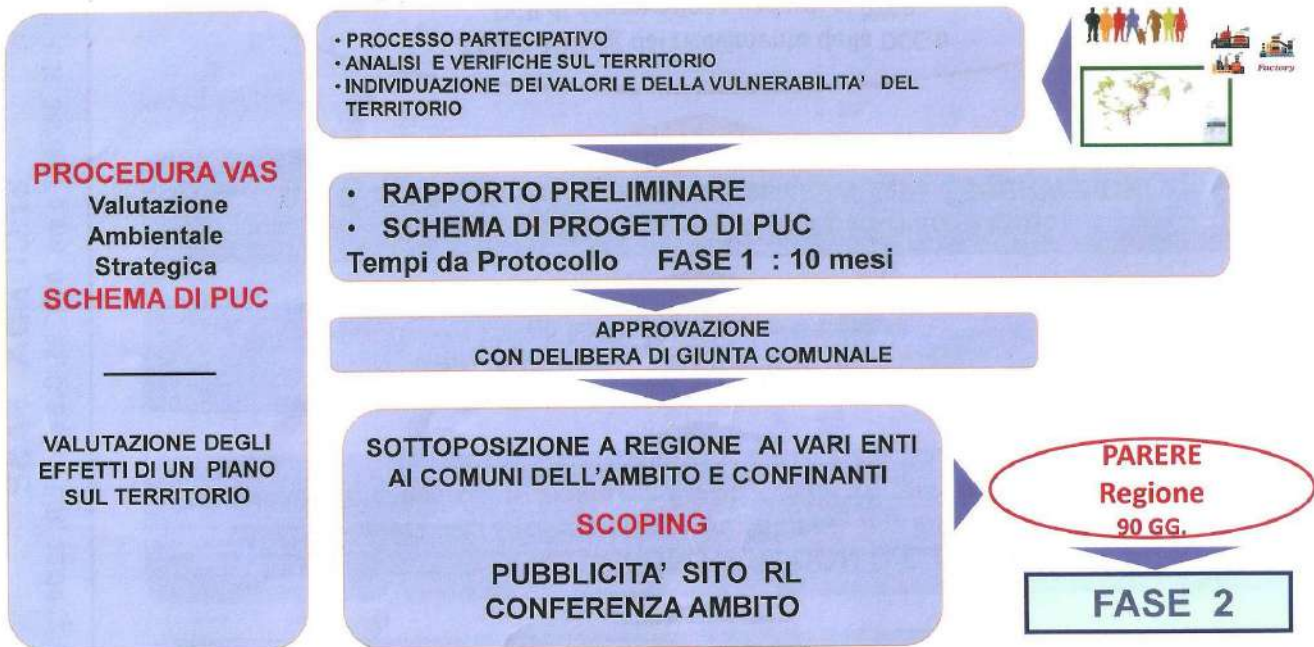 PROCEDURA VAS
Valutazione
Ambientale
Strategica
SCHEMA DI PUC
VALUTAZIONE DEGLI
EFFETTI DI UN PIANO
SUL TERRITORIO
• PROCESSO PARTECIPATIVO
• ANALISI E VERIFICHE SUL TERRITORIO
• INDIVIDUAZIONE DEI VALORI E DELLA VULNERABILITA' DEL
TERRITORIO
Factory
• RAPPORTO PRELIMINARE
• SCHEMA DI PROGETTO DI PUC
Tempi da Protocollo FASE 1 : 10 mesi
APPROVAZIONE
CON DELIBERA DI GIUNTA COMUNALE
SOTTOPOSIZIONE A REGIONE AI VARI ENTI
AI COMUNI DELL'AMBITO E CONFINANTI
SCOPING
PUBBLICITA' SITO RL
CONFERENZA AMBITO
PARERE
Regione
90 GG.
FASE 2